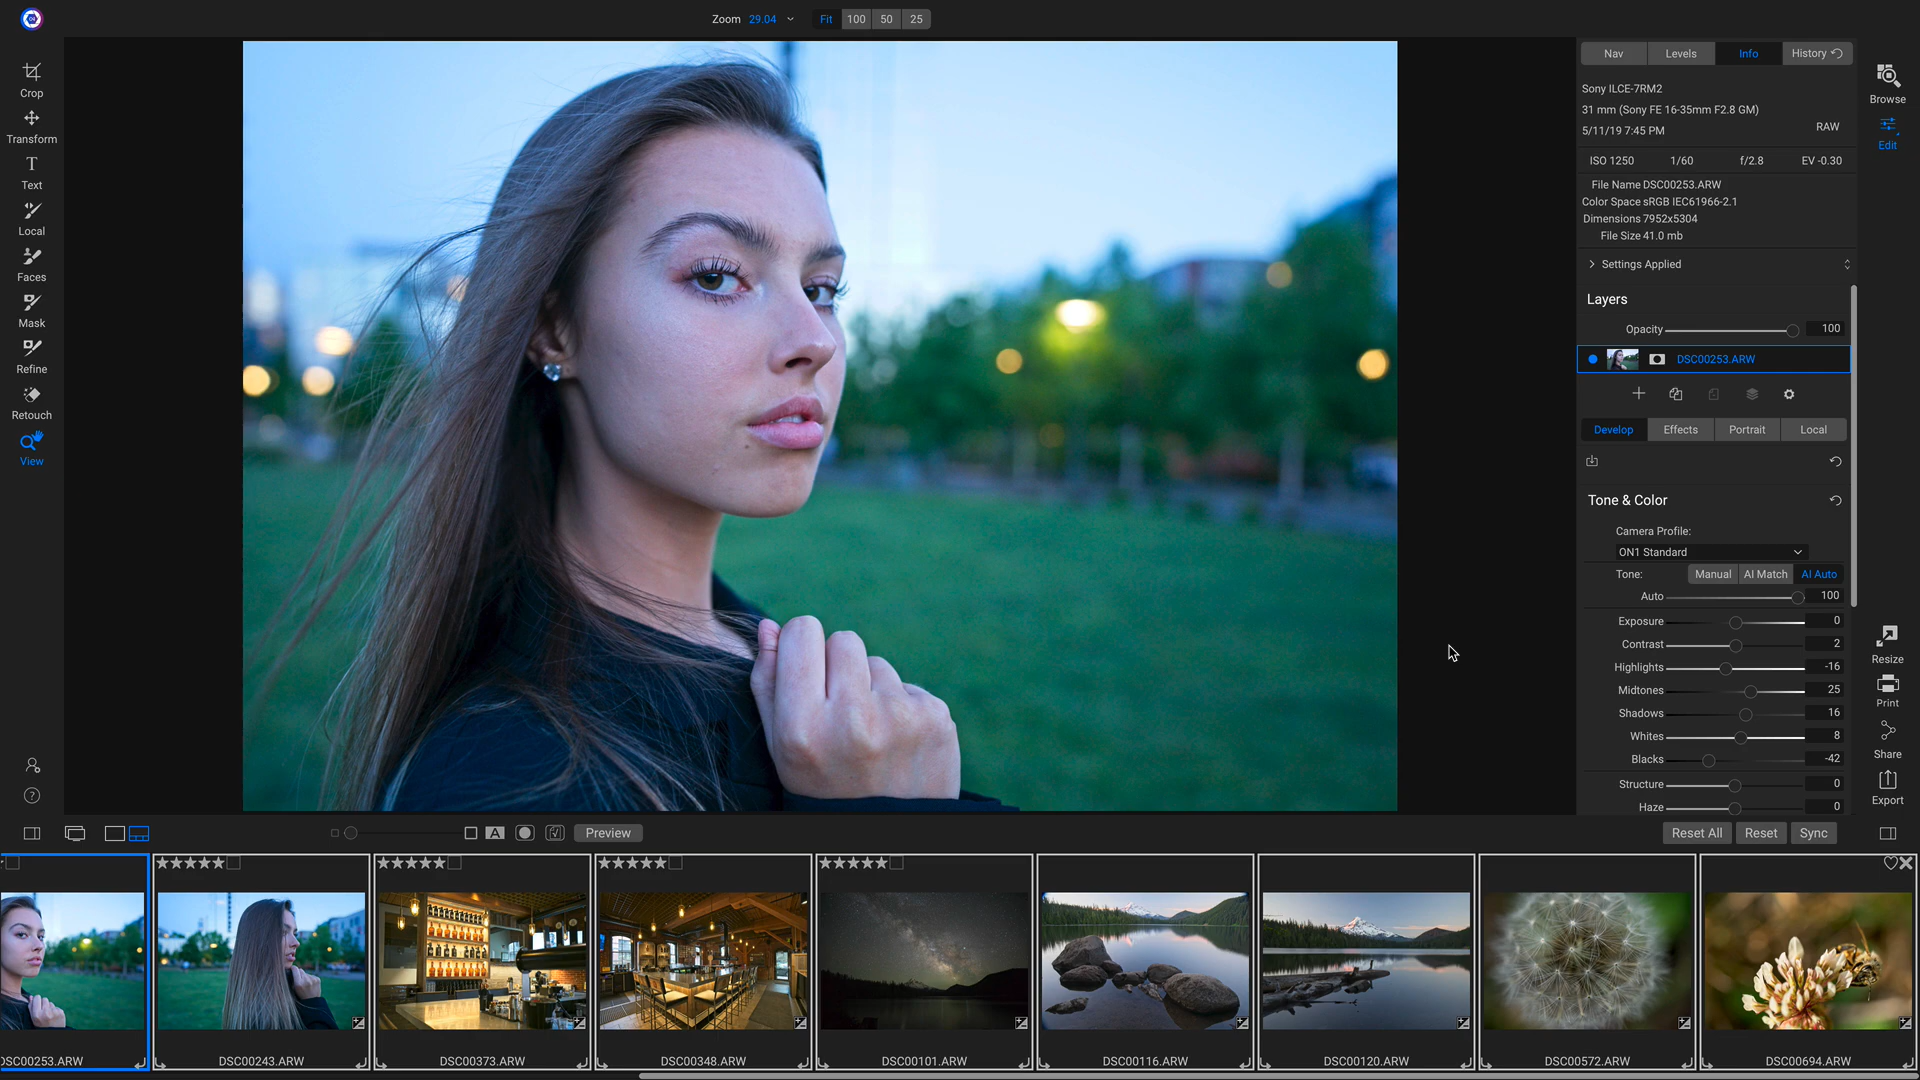 Zoom 29.04 Fit 100 50 25
Crop
Transform
Text
Local
Faces
Mask
Refine
Retouch
View
Nav Levels Info History
Sony ILCE-7RM2
31 mm (Sony FE 16-35mm F2.8 GM)
5/11/19 7:45 PM RAW
ISO 1250 1/60 f/2.8 EV -0.30
File Name DSC00253.ARW
Color Space sRGB IEC61966-2.1
Dimensions 7952x5304
File Size 41.0 mb
Settings Applied
Layers
Opacity 100
DSC00253.ARW
Develop Effects Portrait Local
Tone & Color
Camera Profile:
ON1 Standard
Tone: Manual AI Match AI Auto
Auto 100
Exposure 0
Contrast 2
Highlights -16
Midtones 25
Shadows 16
Whites 8
Blacks -42
Structure 0
Haze 0
Browse
Edit
Resize
Print
Share
Export
A Preview Reset All Reset Sync
DSC00253.ARW DSC00243.ARW DSC00373.ARW DSC00348.ARW DSC00101.ARW DSC00116.ARW DSC00120.ARW DSC00572.ARW DSC00694.ARW